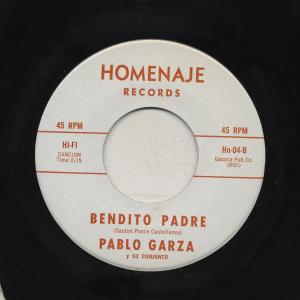 HOMENAJE
RECORDS
45 RPM
45 RPM
HI-FI
CANCION
Time 2:15
Ho-04-B
Garoca Pub. Co.
(BMI)
BENDITO PADRE
(Gaston Ponce Castellanos)
PABLO GARZA
y SU CONJUNTO